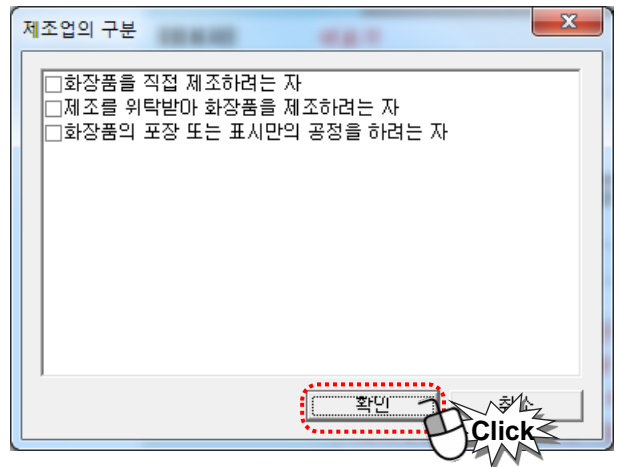 제조업의 구분
화장품을 직접 제조하려는 자
제조를 위탁받아 화장품을 제조하려는 자
화장품의 포장 또는 표시만의 공정을 하려는 자
확인
Click